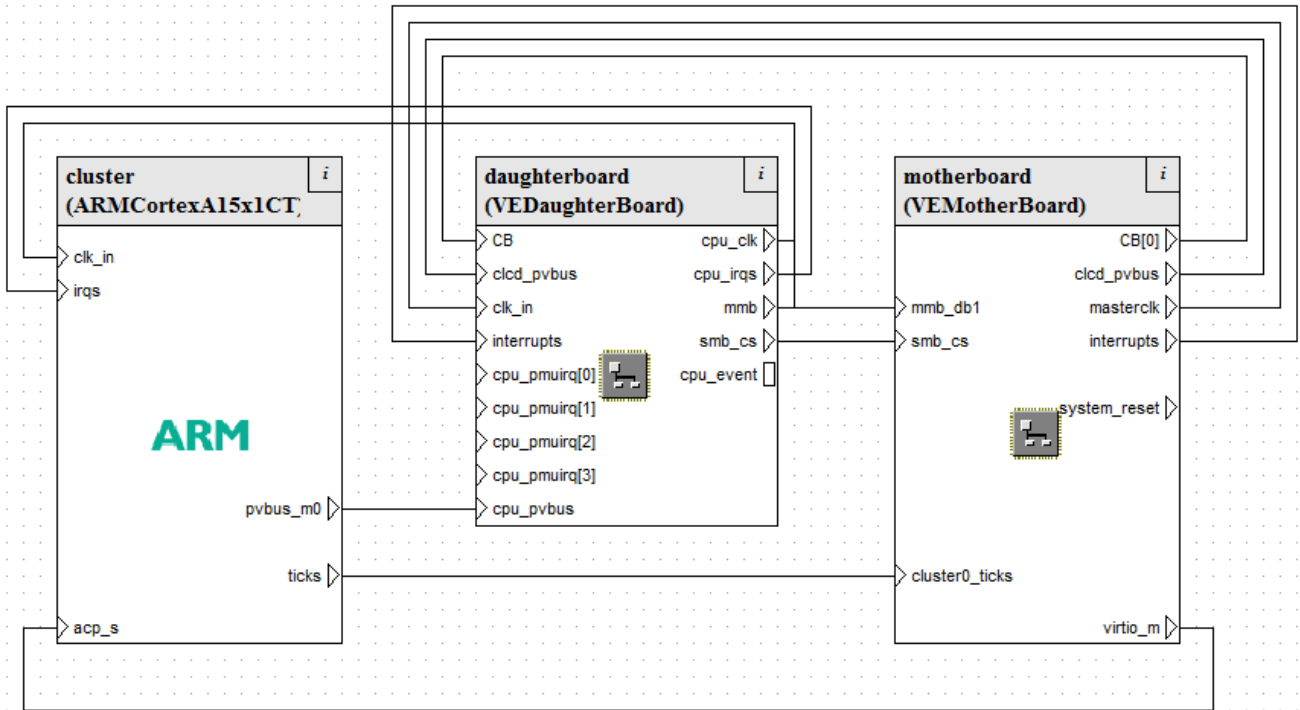 cluster
(ARMCortexA15x1CT)
i
clk_in
irqs
ARM
pvbus_m0
ticks
acp_s
daughterboard
(VEDaughterBoard)
i
CB
cpu_clk
clcd_pvbus
cpu_irqs
clk_in
mmb
interrupts
smb_cs
cpu_pmuirq[0]
cpu_event
cpu_pmuirq[1]
cpu_pmuirq[2]
cpu_pmuirq[3]
cpu_pvbus
motherboard
(VEMotherBoard)
i
CB[0]
clcd_pvbus
mmb_db1
masterclk
smb_cs
interrupts
system_reset
cluster0_ticks
virtio_m